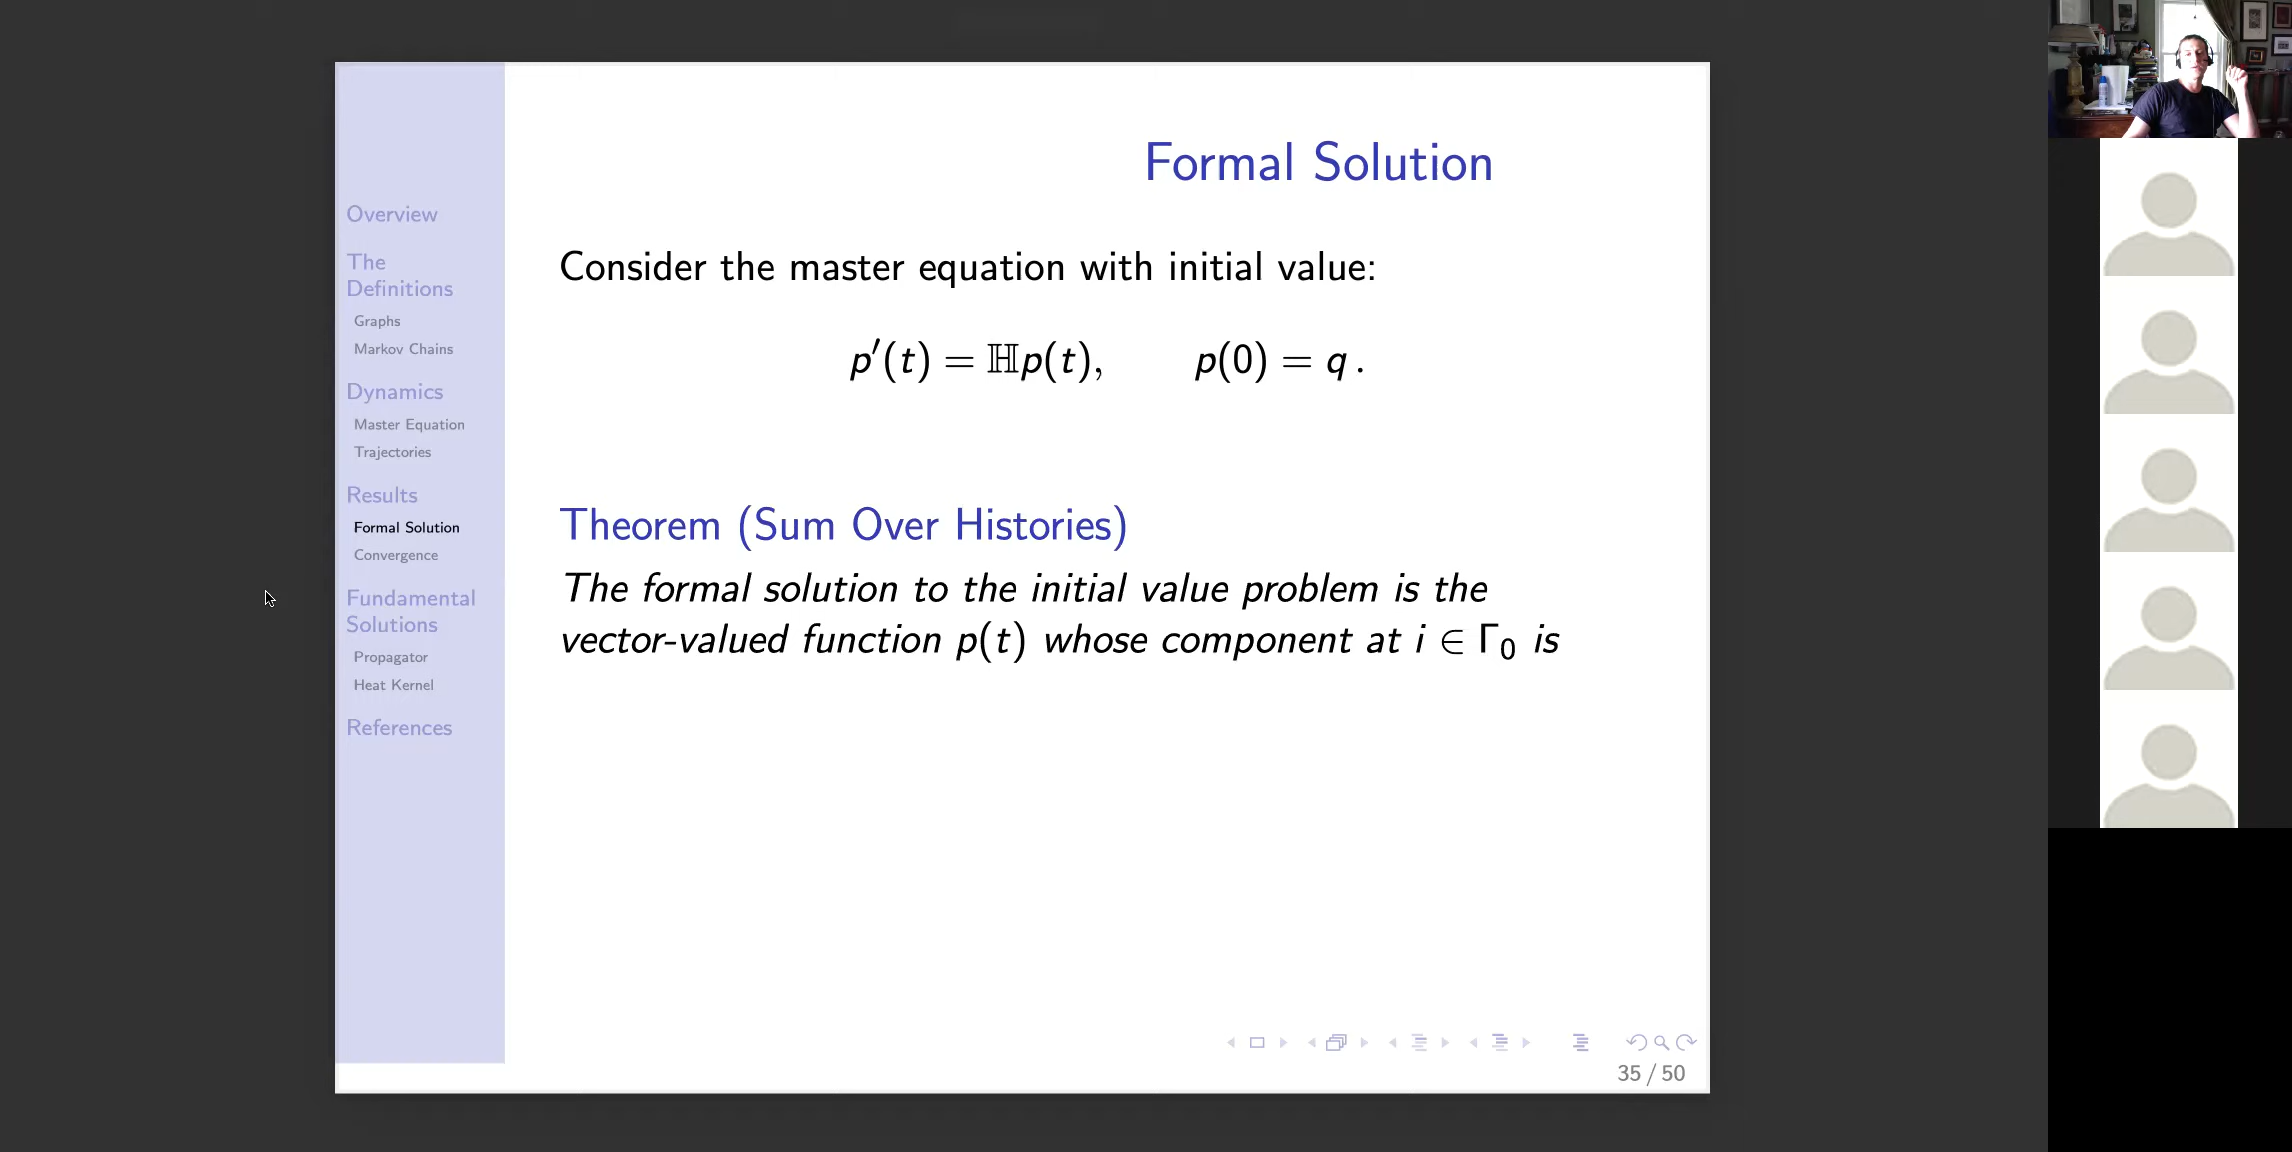 Overview
The
Definitions
Graphs
Markov Chains
Dynamics
Master Equation
Trajectories
Results
Formal Solution
Convergence
Fundamental
Solutions
Propagator
Heat Kernel
References
Formal Solution
Consider the master equation with initial value:
p′(t) = ℍp(t),  p(0) = q .
Theorem (Sum Over Histories)
The formal solution to the initial value problem is the
vector-valued function p(t) whose component at i ∈ Γ₀ is
35 / 50